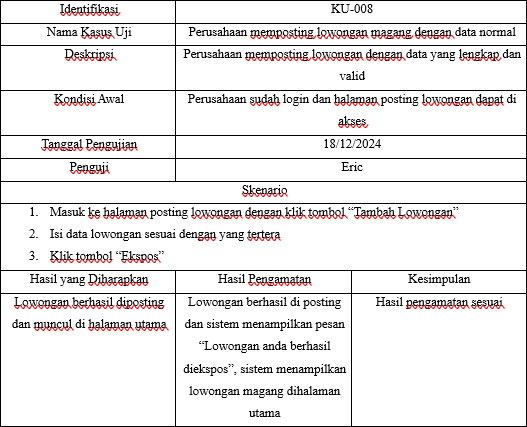 Identifikasi KU-008
Nama Kasus Uji Perusahaan memposting lowongan magang dengan data normal
Deskripsi Perusahaan memposting lowongan dengan data yang lengkap dan
valid
Kondisi Awal Perusahaan sudah login dan halaman posting lowongan dapat di
akses
Tanggal Pengujian 18/12/2024
Penguji Eric
Skenario
1. Masuk ke halaman posting lowongan dengan klik tombol “Tambah Lowongan”
2. Isi data lowongan sesuai dengan yang tertera
3. Klik tombol “Ekspos”
Hasil yang Diharapkan Hasil Pengamatan Kesimpulan
Lowongan berhasil diposting
dan muncul di halaman utama
Lowongan berhasil di posting
dan sistem menampilkan pesan
“Lowongan anda berhasil
diekspos”, sistem menampilkan
lowongan magang dihalaman
utama
Hasil pengamatan sesuai